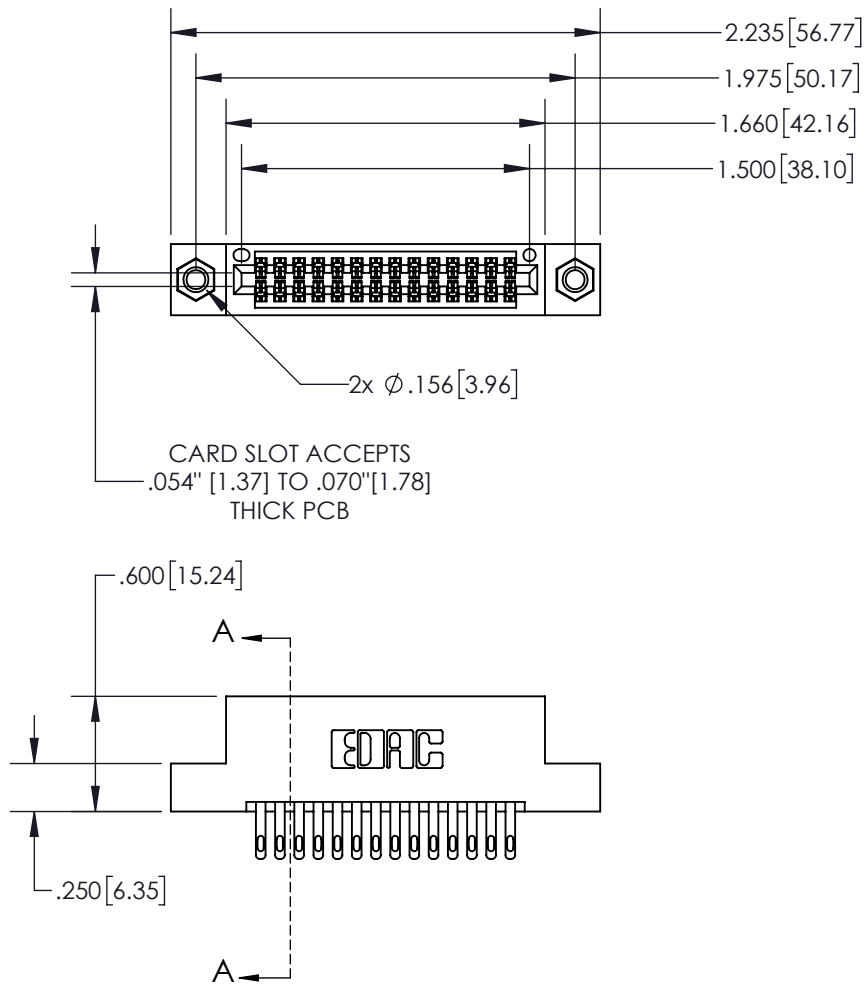 2.235[56.77]
1.975[50.17]
1.660[42.16]
1.500[38.10]
2x Ø.156[3.96]
CARD SLOT ACCEPTS
.054" [1.37] TO .070"[1.78]
THICK PCB
.600[15.24]
A
EDAC
.250[6.35]
A